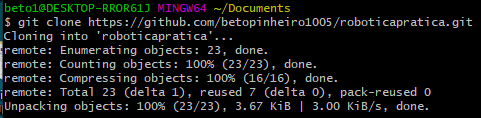 beto1@DESKTOP-RROR61J MINGW64 ~/Documents
$ git clone https://github.com/betopinheiro1005/roboticapratica.git
Cloning into 'roboticapratica'...
remote: Enumerating objects: 23, done.
remote: Counting objects: 100% (23/23), done.
remote: Compressing objects: 100% (16/16), done.
remote: Total 23 (delta 1), reused 7 (delta 0), pack-reused 0
Unpacking objects: 100% (23/23), 3.67 KiB | 3.00 KiB/s, done.